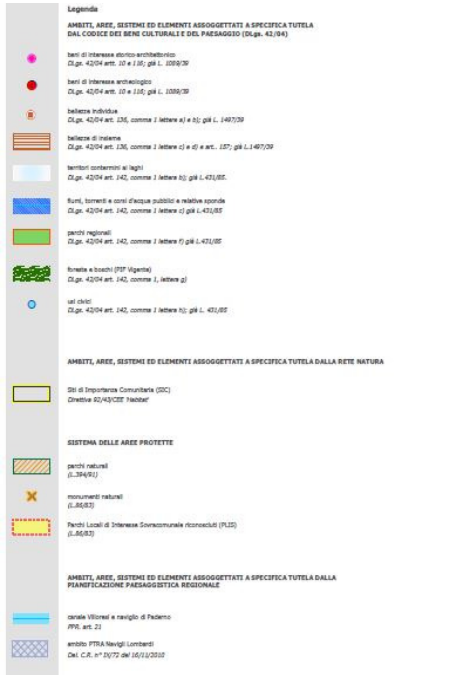 Legenda
AMBITI, AREE, SISTEMI ED ELEMENTI ASSOGGETTATI A SPECIFICA TUTELA
DAL CODICE DEI BENI CULTURALI E DEL PAESAGGIO (DLgs. 42/04)
beni di interesse storico-architettonico
DLgs. 42/04 artt. 10 e 116; già L. 1089/39
beni di interesse archeologico
DLgs. 42/04 artt. 10 e 116; già L. 1089/39
bellezze individue
DLgs. 42/04 art. 136, comma 1 lettere a) e b); già L. 1497/39
bellezze di insieme
DLgs. 42/04 art. 136, comma 1 lettere c) e d) e art.. 157; già L.1497/39
territori contermini ai laghi
DLgs. 42/04 art. 142, comma 1 lettera b); già L.431/85.
fiumi, torrenti e corsi d'acqua pubblici e relative sponde
DLgs. 42/04 art. 142, comma 1 lettera c) già L.431/85
parchi regionali
DLgs. 42/04 art. 142, comma 1 lettera f) già L.431/85
foreste e boschi (PIF Vigente)
DLgs. 42/04 art. 142, comma 1, lettera g)
usi civici
DLgs. 42/04 art. 142, comma 1 lettera h); già L. 431/85
AMBITI, AREE, SISTEMI ED ELEMENTI ASSOGGETTATI A SPECIFICA TUTELA DALLA RETE NATURA
Siti di Importanza Comunitaria (SIC)
Direttiva 92/43/CEE 'Habitat'
SISTEMA DELLE AREE PROTETTE
parchi naturali
(L.394/91)
monumenti naturali
(L.86/83)
Parchi Locali di Interesse Sovracomunale riconosciuti (PLIS)
(L.86/83)
AMBITI, AREE, SISTEMI ED ELEMENTI ASSOGGETTATI A SPECIFICA TUTELA DALLA
PIANIFICAZIONE PAESAGGISTICA REGIONALE
canale Villoresi e naviglio di Paderno
PPR. art. 21
ambito PTRA Navigli Lombardi
Del. C.R. n° IX/72 del 16/11/2010